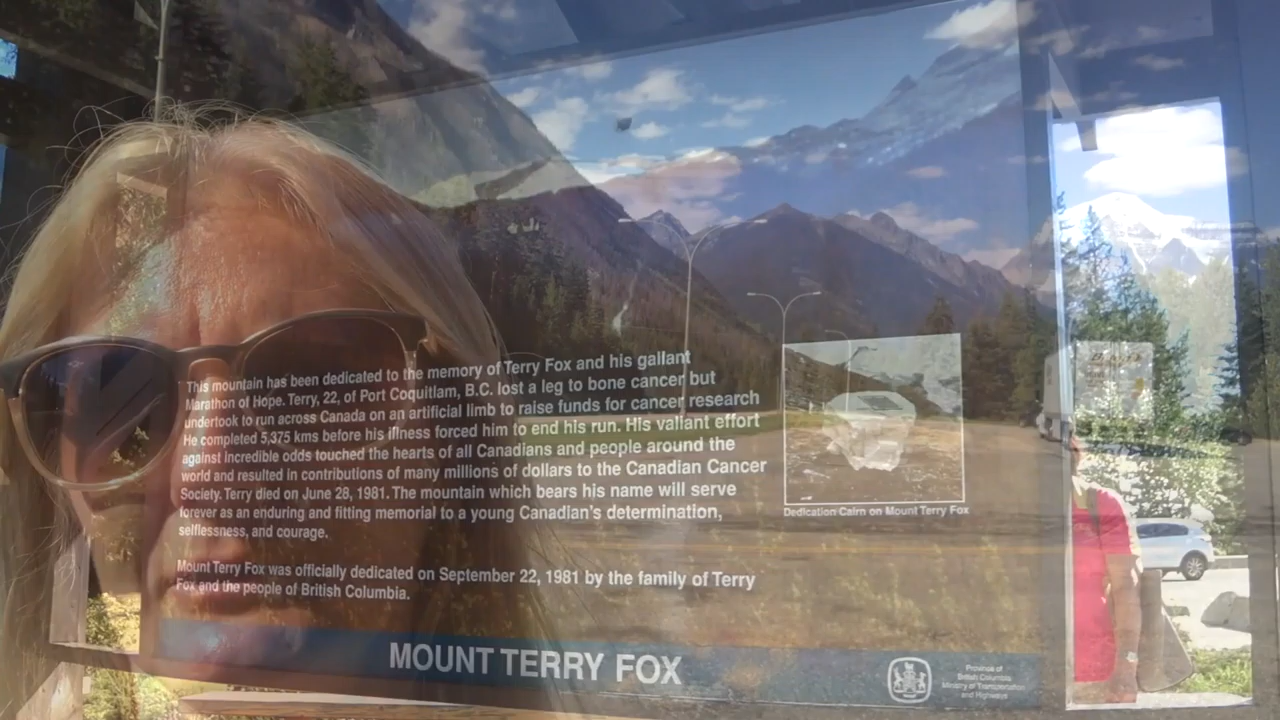 This mountain has been dedicated to the memory of Terry Fox and his gallant
Marathon of Hope. Terry, 22, of Port Coquitlam, B.C. lost a leg to bone cancer but
undertook to run across Canada on an artificial limb to raise funds for cancer research
He completed 5,375 kms before his illness forced him to end his run. His valiant effort
against incredible odds touched the hearts of all Canadians and people around the
world and resulted in contributions of many millions of dollars to the Canadian Cancer
Society. Terry died on June 28, 1981. The mountain which bears his name will serve
forever as an enduring and fitting memorial to a young Canadian's determination,
selflessness, and courage.
Dedication Cairn on Mount Terry Fox
Mount Terry Fox was officially dedicated on September 22, 1981 by the family of Terry
Fox and the people of British Columbia.
MOUNT TERRY FOX
Province of
British Columbia
Ministry of Transportation
and Highways